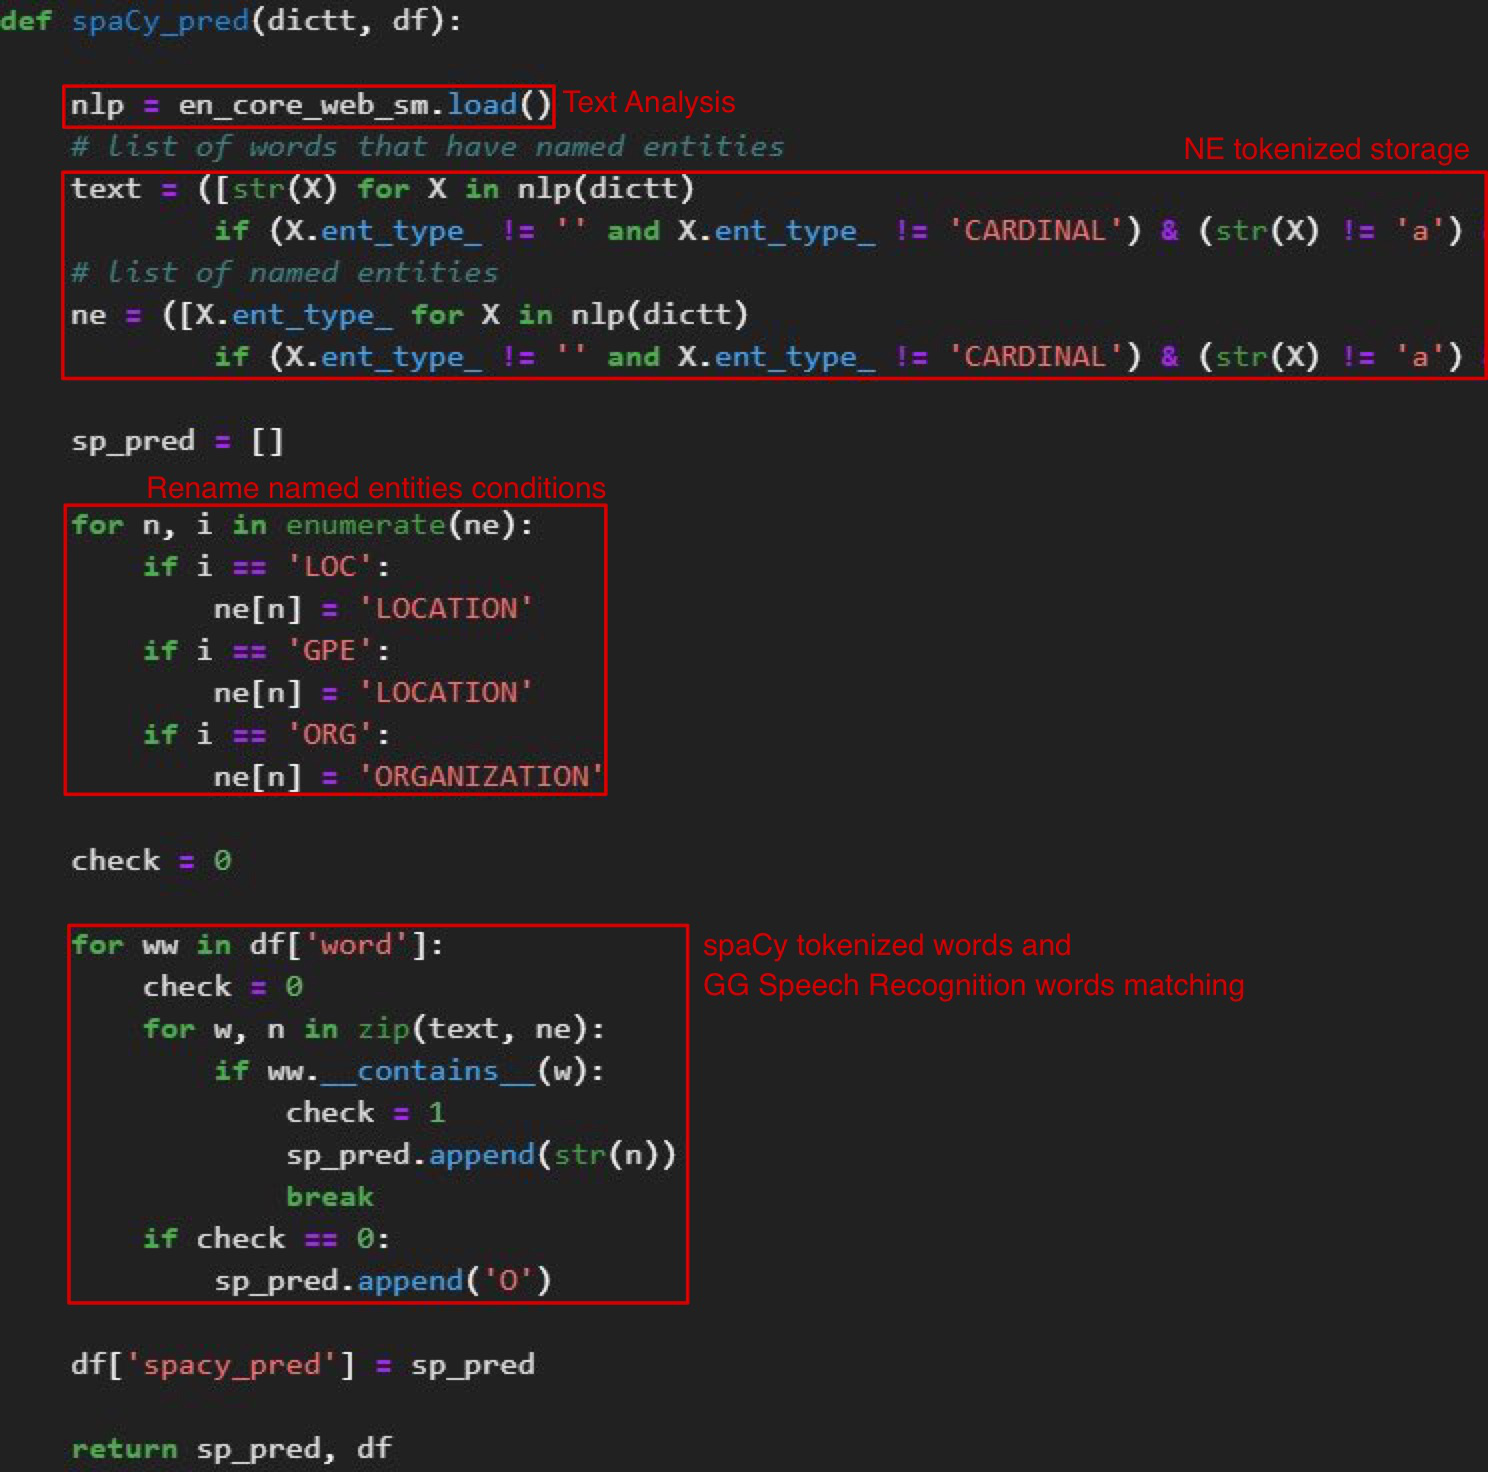 def spaCy_pred(dictt, df):
nlp = en_core_web_sm.load() Text Analysis
# list of words that have named entities
NE tokenized storage
text = ([str(X) for X in nlp(dictt)
if (X.ent_type_ != '' and X.ent_type_ != 'CARDINAL') & (str(X) != 'a')
# list of named entities
ne = ([X.ent_type_ for X in nlp(dictt)
if (X.ent_type_ != '' and X.ent_type_ != 'CARDINAL') & (str(X) != 'a')
sp_pred = []
Rename named entities conditions
for n, i in enumerate(ne):
if i == 'LOC':
ne[n] = 'LOCATION'
if i == 'GPE':
ne[n] = 'LOCATION'
if i == 'ORG':
ne[n] = 'ORGANIZATION'
check = 0
for ww in df['word']:
spaCy tokenized words and
GG Speech Recognition words matching
check = 0
for w, n in zip(text, ne):
if ww.__contains__(w):
check = 1
sp_pred.append(str(n))
break
if check == 0:
sp_pred.append('O')
df['spacy_pred'] = sp_pred
return sp_pred, df